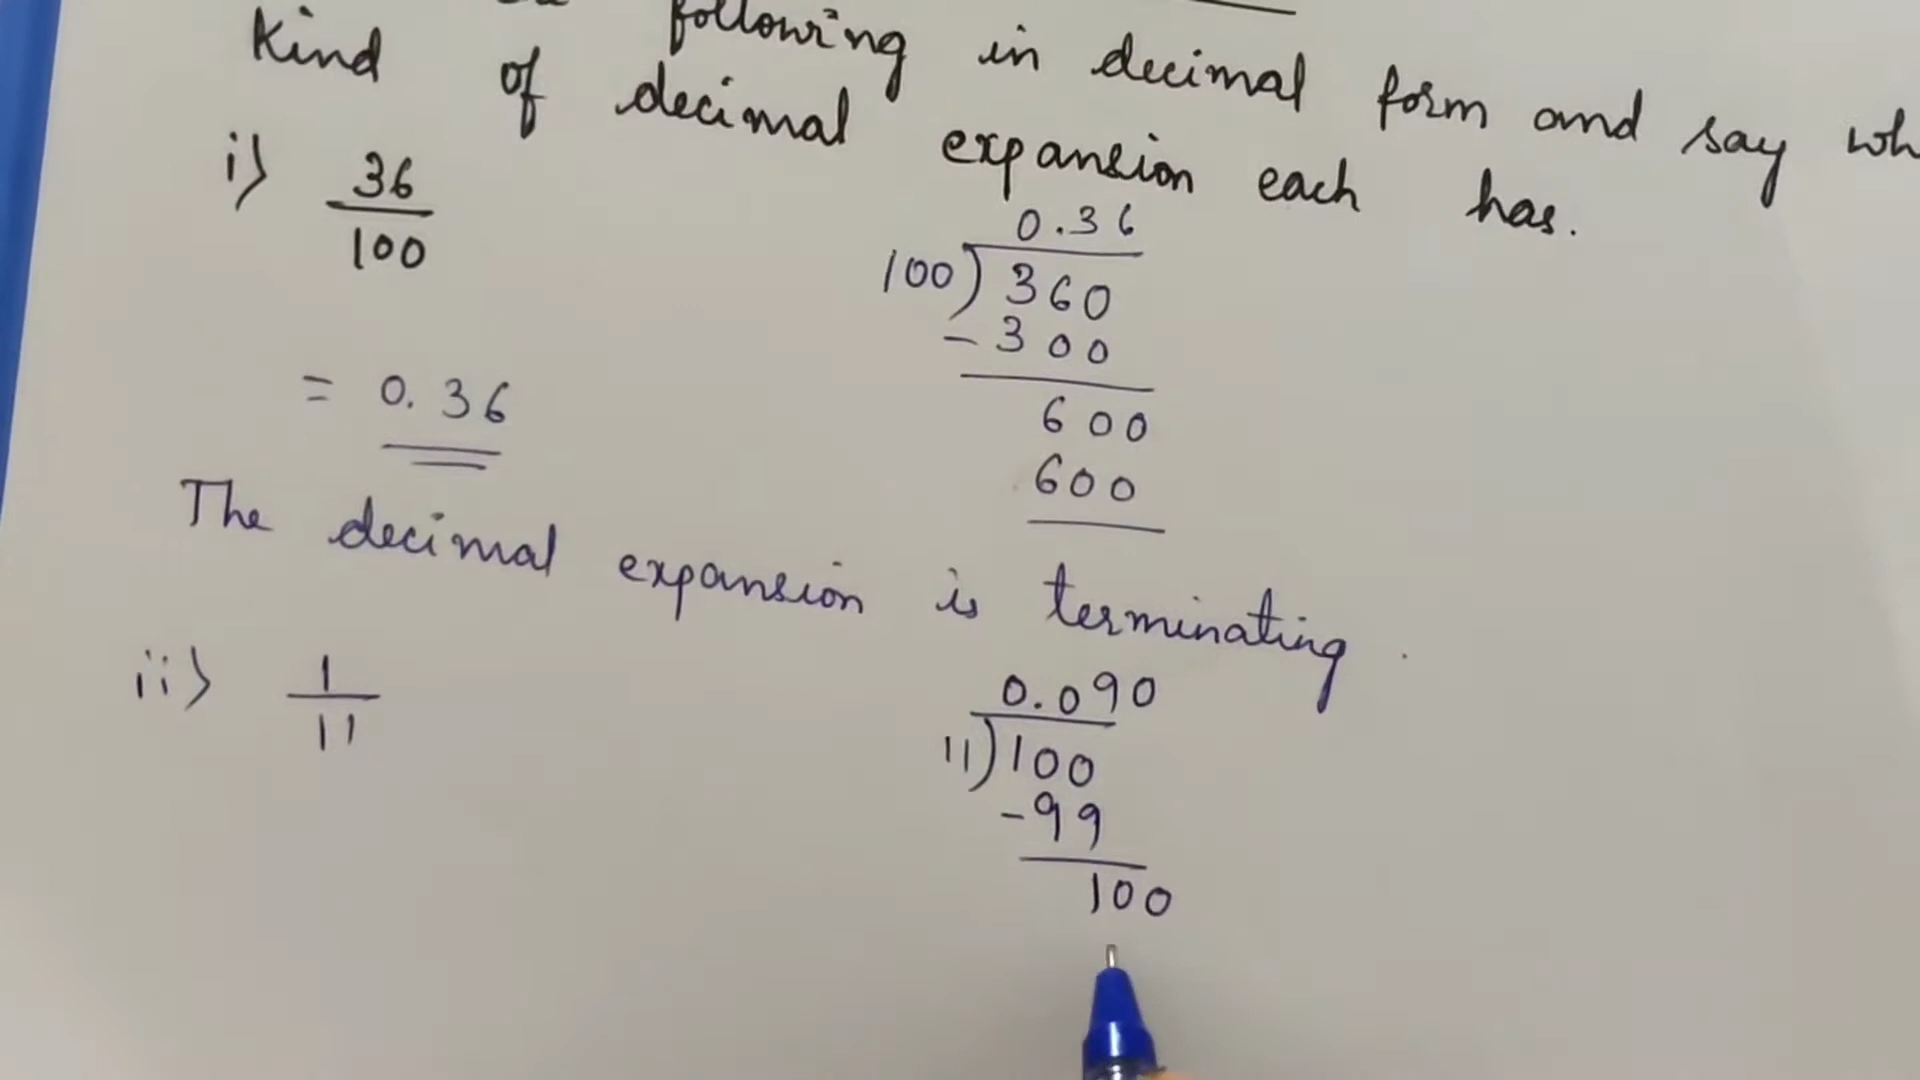 following in decimal form and say
Kind of decimal expansion each has.
i) 36/100
0.36
100)360
-300
600
600
= 0.36
The decimal expansion is terminating.
ii) 1/11
0.090
11)100
-99
100